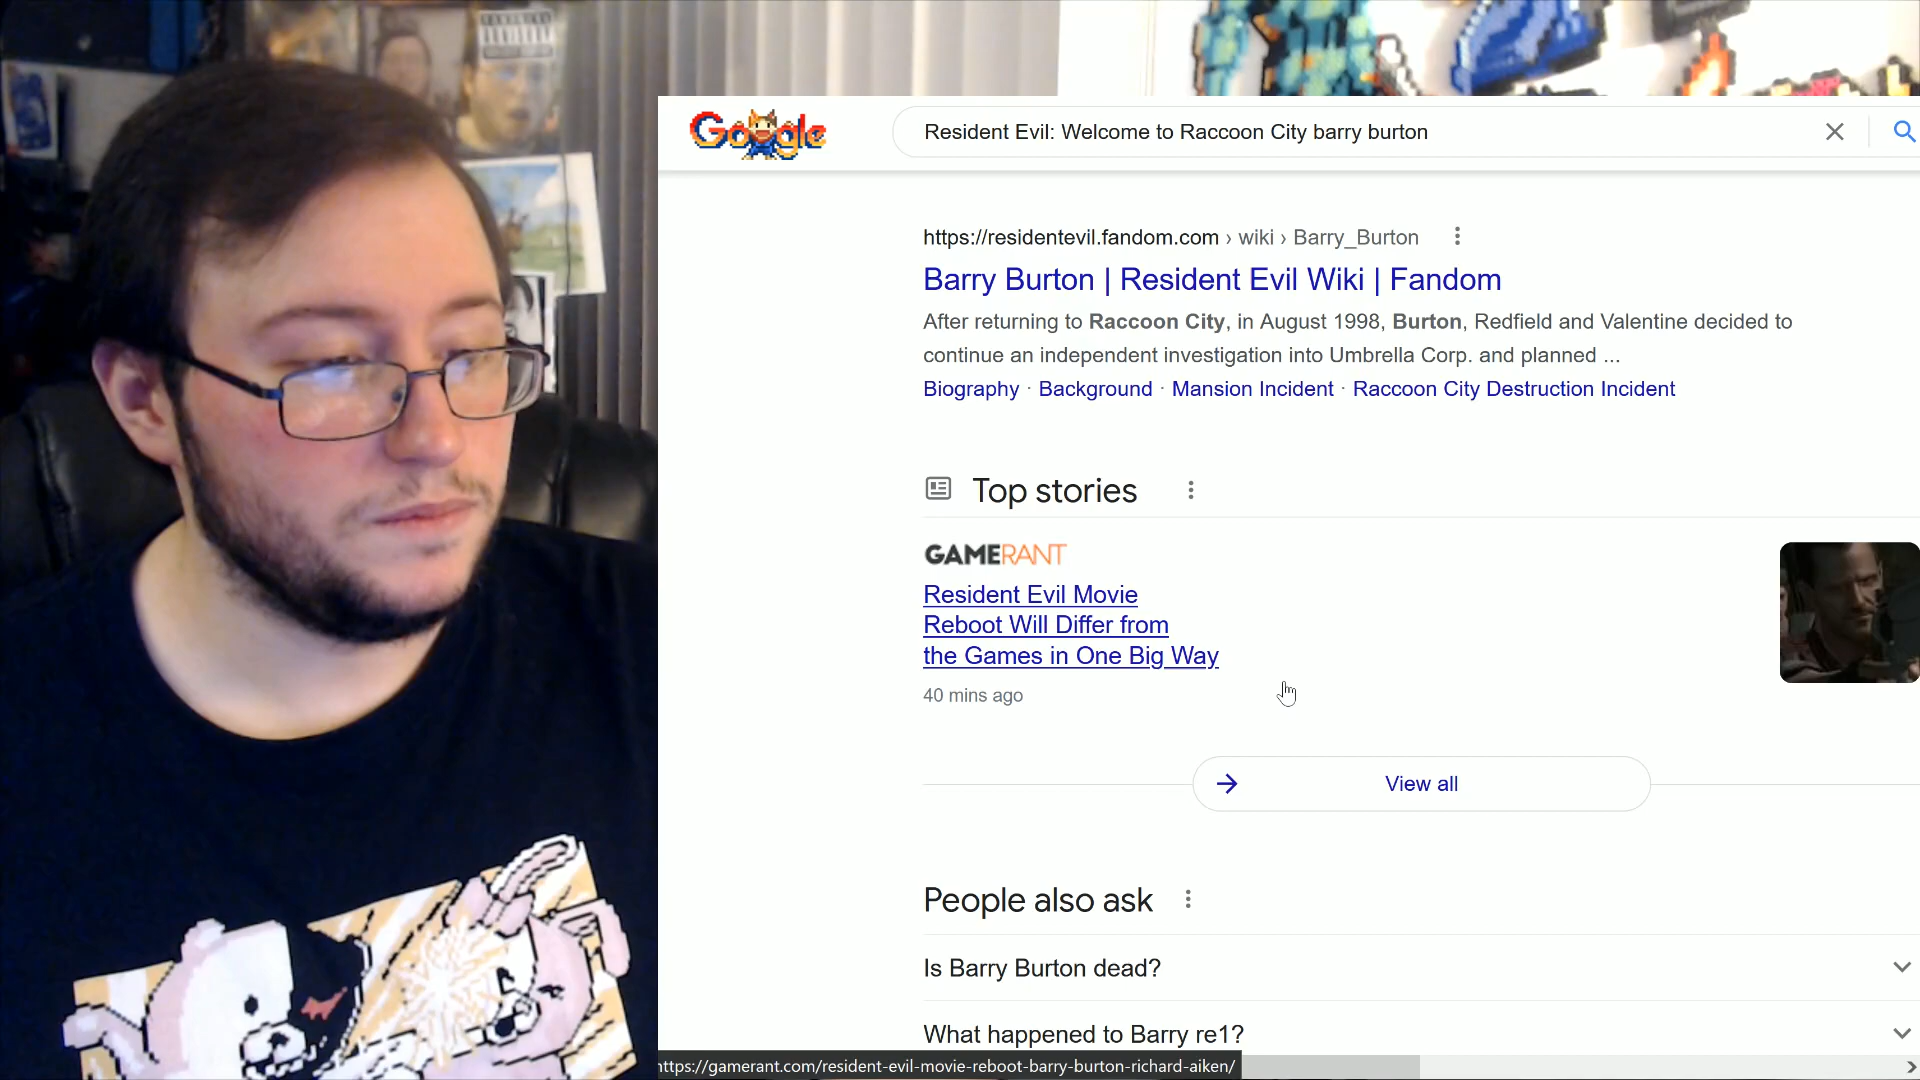 Google
Resident Evil: Welcome to Raccoon City barry burton
https://residentevil.fandom.com › wiki › Barry_Burton
Barry Burton | Resident Evil Wiki | Fandom
After returning to Raccoon City, in August 1998, Burton, Redfield and Valentine decided to
continue an independent investigation into Umbrella Corp. and planned ...
Biography · Background · Mansion Incident · Raccoon City Destruction Incident
Top stories
GAMERANT
Resident Evil Movie
Reboot Will Differ from
the Games in One Big Way
40 mins ago
View all
People also ask
Is Barry Burton dead?
What happened to Barry re1?
https://gamerant.com/resident-evil-movie-reboot-barry-burton-richard-aiken/